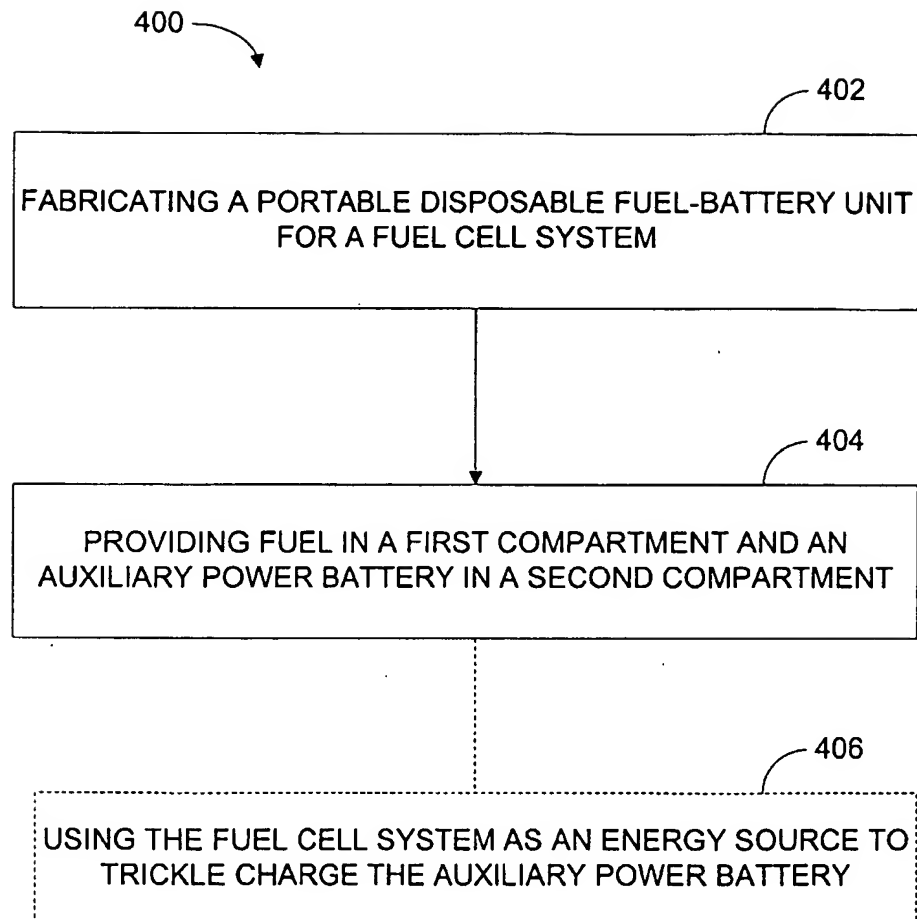 400
402
FABRICATING A PORTABLE DISPOSABLE FUEL-BATTERY UNIT
FOR A FUEL CELL SYSTEM
404
PROVIDING FUEL IN A FIRST COMPARTMENT AND AN
AUXILIARY POWER BATTERY IN A SECOND COMPARTMENT
406
USING THE FUEL CELL SYSTEM AS AN ENERGY SOURCE TO
TRICKLE CHARGE THE AUXILIARY POWER BATTERY